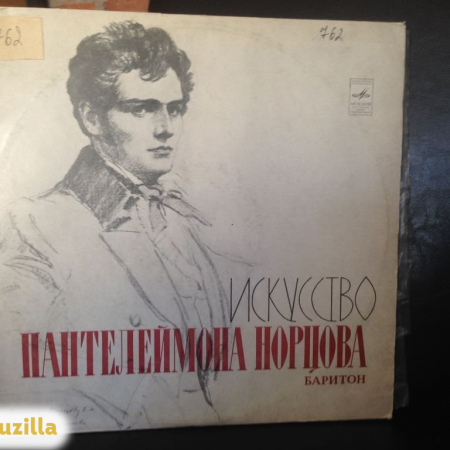 762
762
ИСКУССТВО
ПАНТЕЛЕЙМОНА НОРЦОВА
БАРИТОН
uzilla